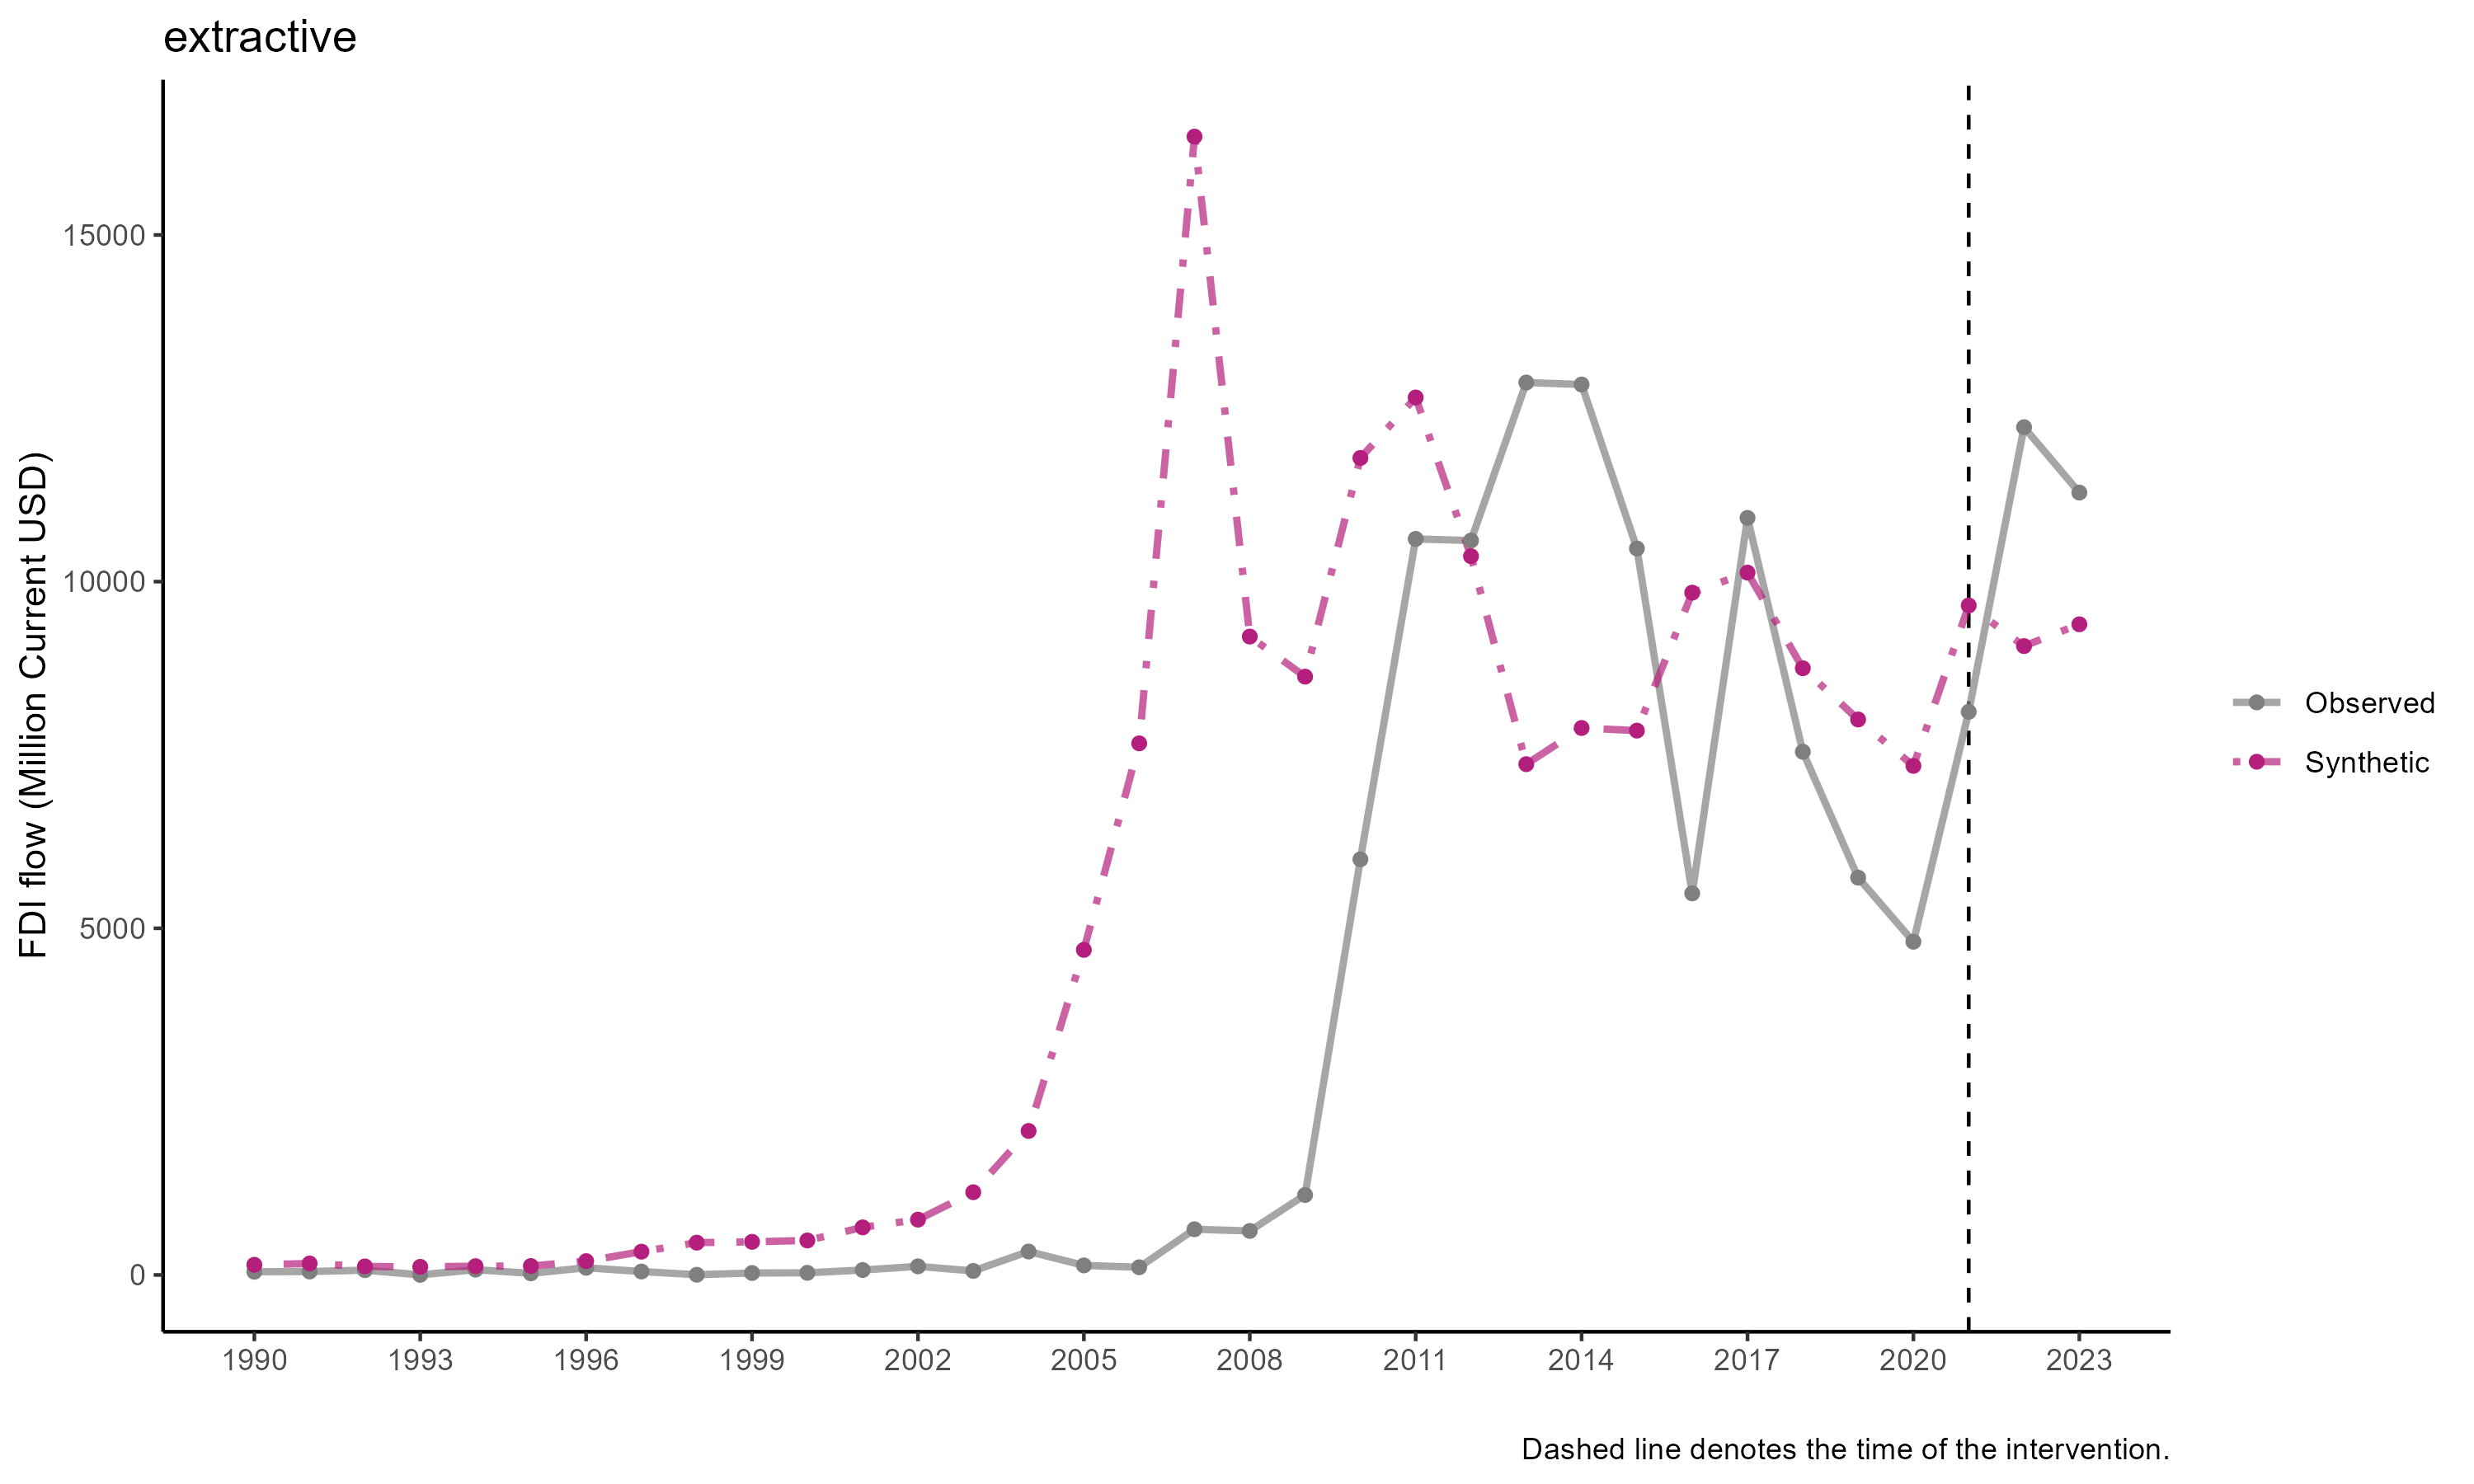 extractive
FDI flow (Million Current USD)
15000
10000
5000
0
1990 1993 1996 1999 2002 2005 2008 2011 2014 2017 2020 2023
Observed
Synthetic
Dashed line denotes the time of the intervention.